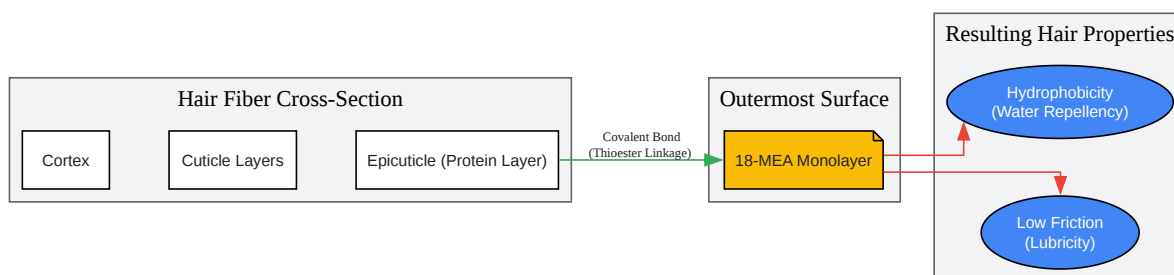 Hair Fiber Cross-Section
Cortex
Cuticle Layers
Epicuticle (Protein Layer)
Covalent Bond
(Thioester Linkage)
Outermost Surface
18-MEA Monolayer
Resulting Hair Properties
Hydrophobicity
(Water Repellency)
Low Friction
(Lubricity)